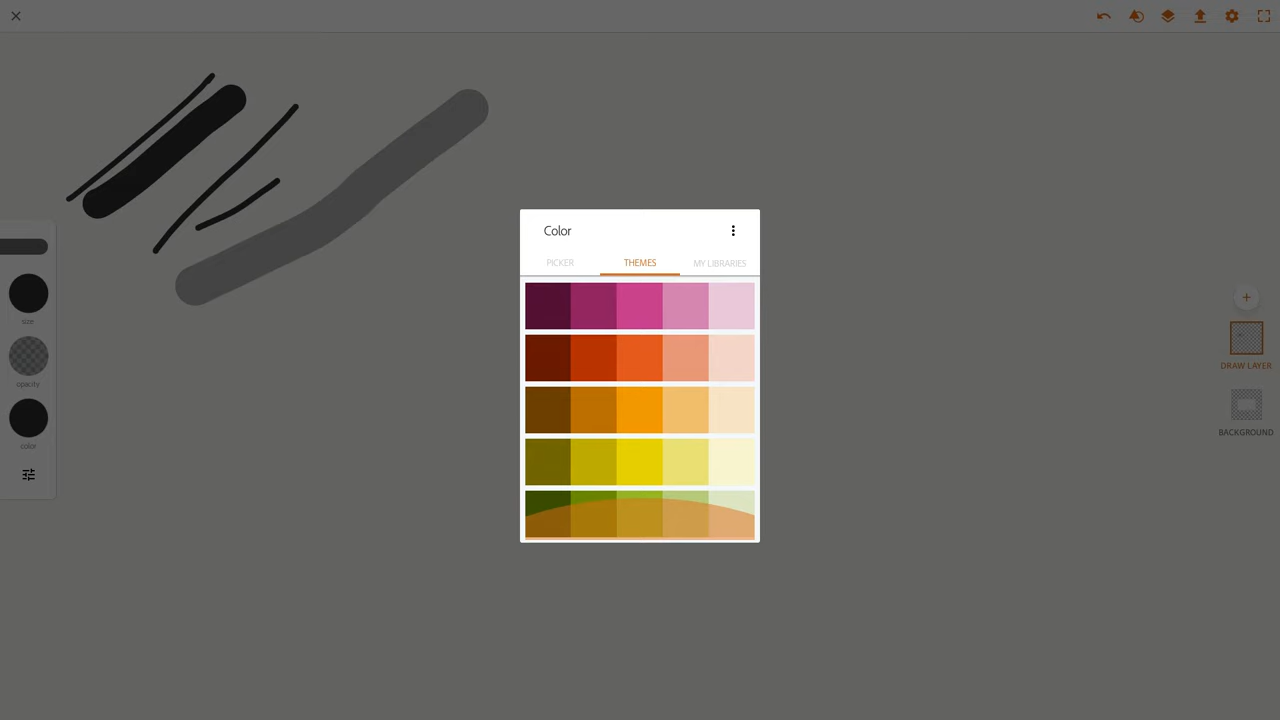 Color
PICKER
THEMES
MY LIBRARIES
size
opacity
color
DRAW LAYER
BACKGROUND